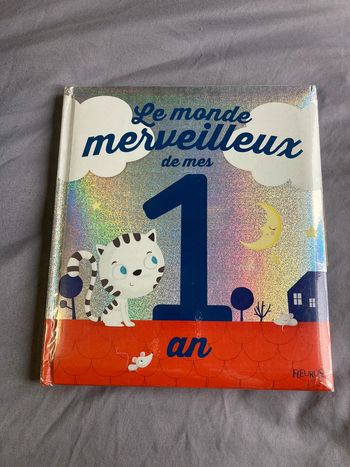 Le monde
merveilleux
de mes
1
an
FLEURUS